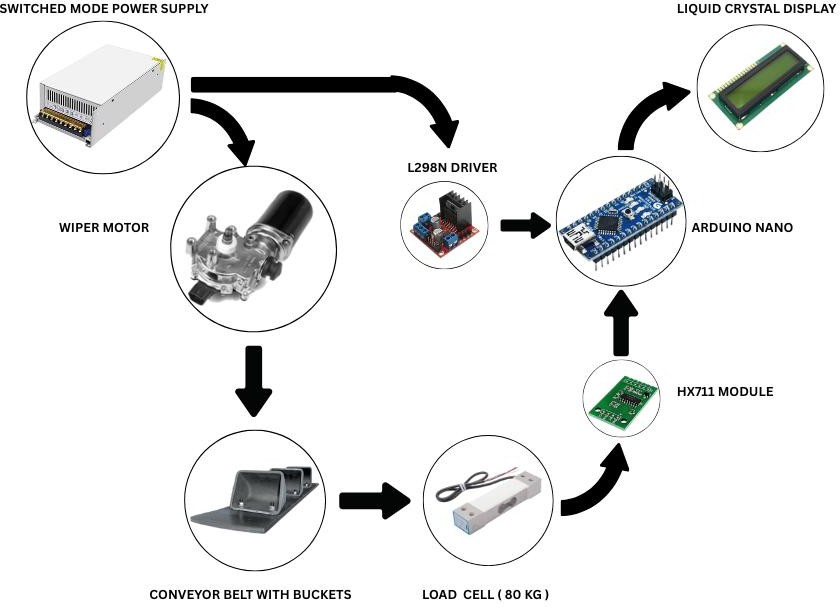 SWITCHED MODE POWER SUPPLY
LIQUID CRYSTAL DISPLAY
L298N DRIVER
WIPER MOTOR
ARDUINO NANO
HX711 MODULE
CONVEYOR BELT WITH BUCKETS
LOAD CELL ( 80 KG )